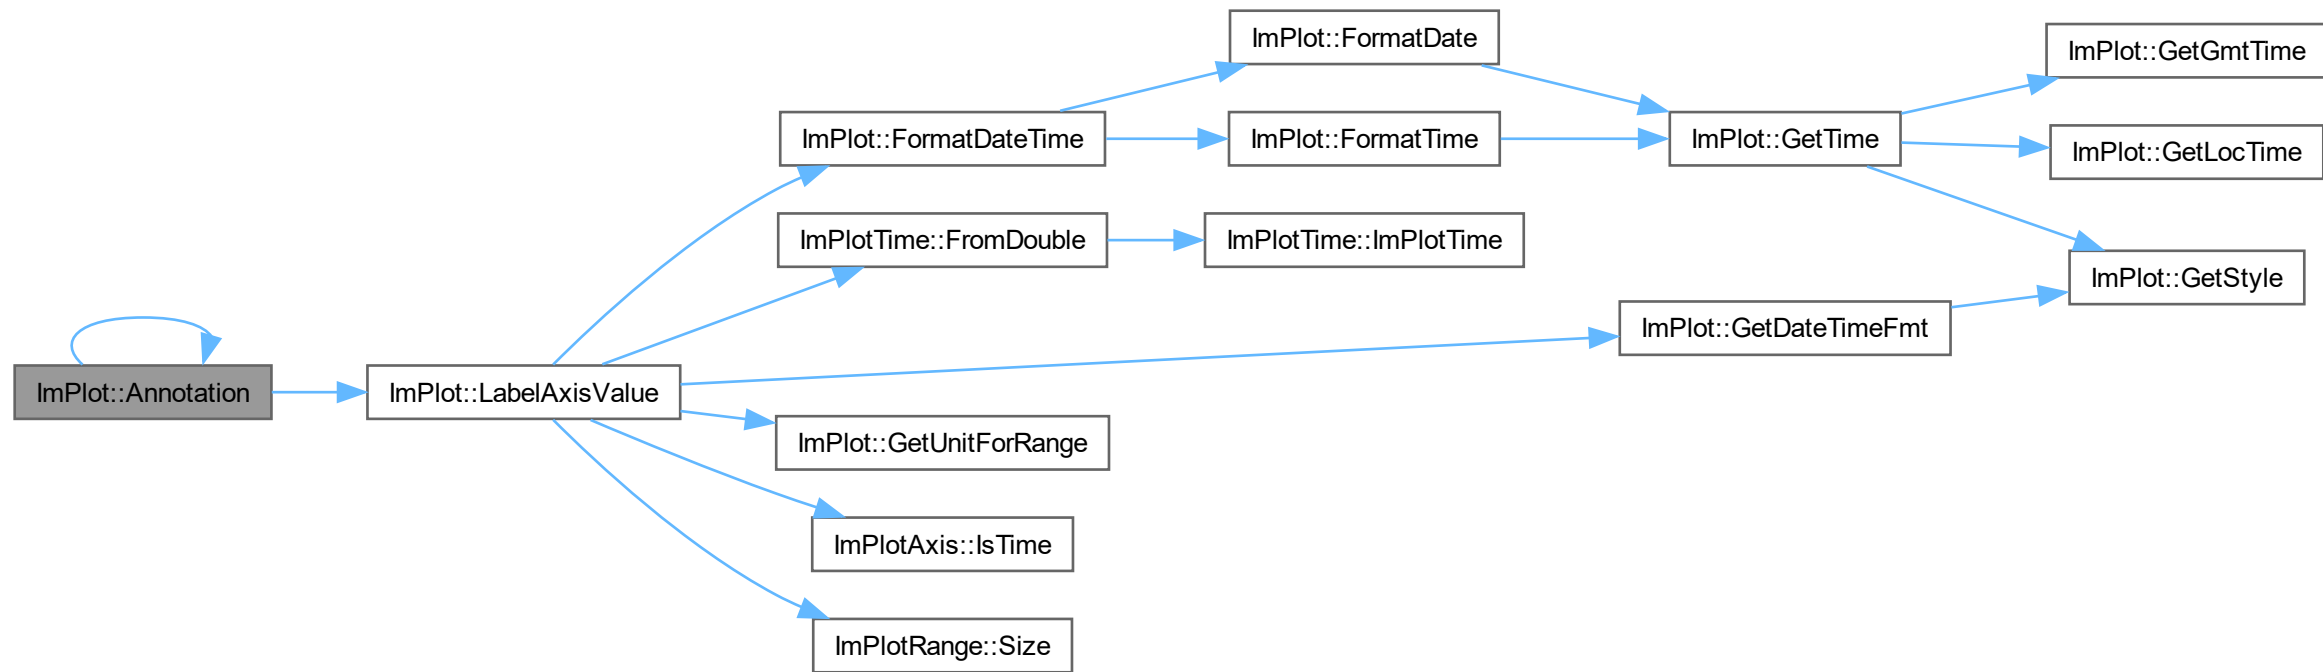 ImPlot::FormatDate
ImPlot::GetGmtTime
ImPlot::FormatDateTime
ImPlot::FormatTime
ImPlot::GetTime
ImPlot::GetLocTime
ImPlotTime::FromDouble
ImPlotTime::ImPlotTime
ImPlot::GetStyle
ImPlot::GetDateTimeFmt
ImPlot::Annotation
ImPlot::LabelAxisValue
ImPlot::GetUnitForRange
ImPlotAxis::IsTime
ImPlotRange::Size